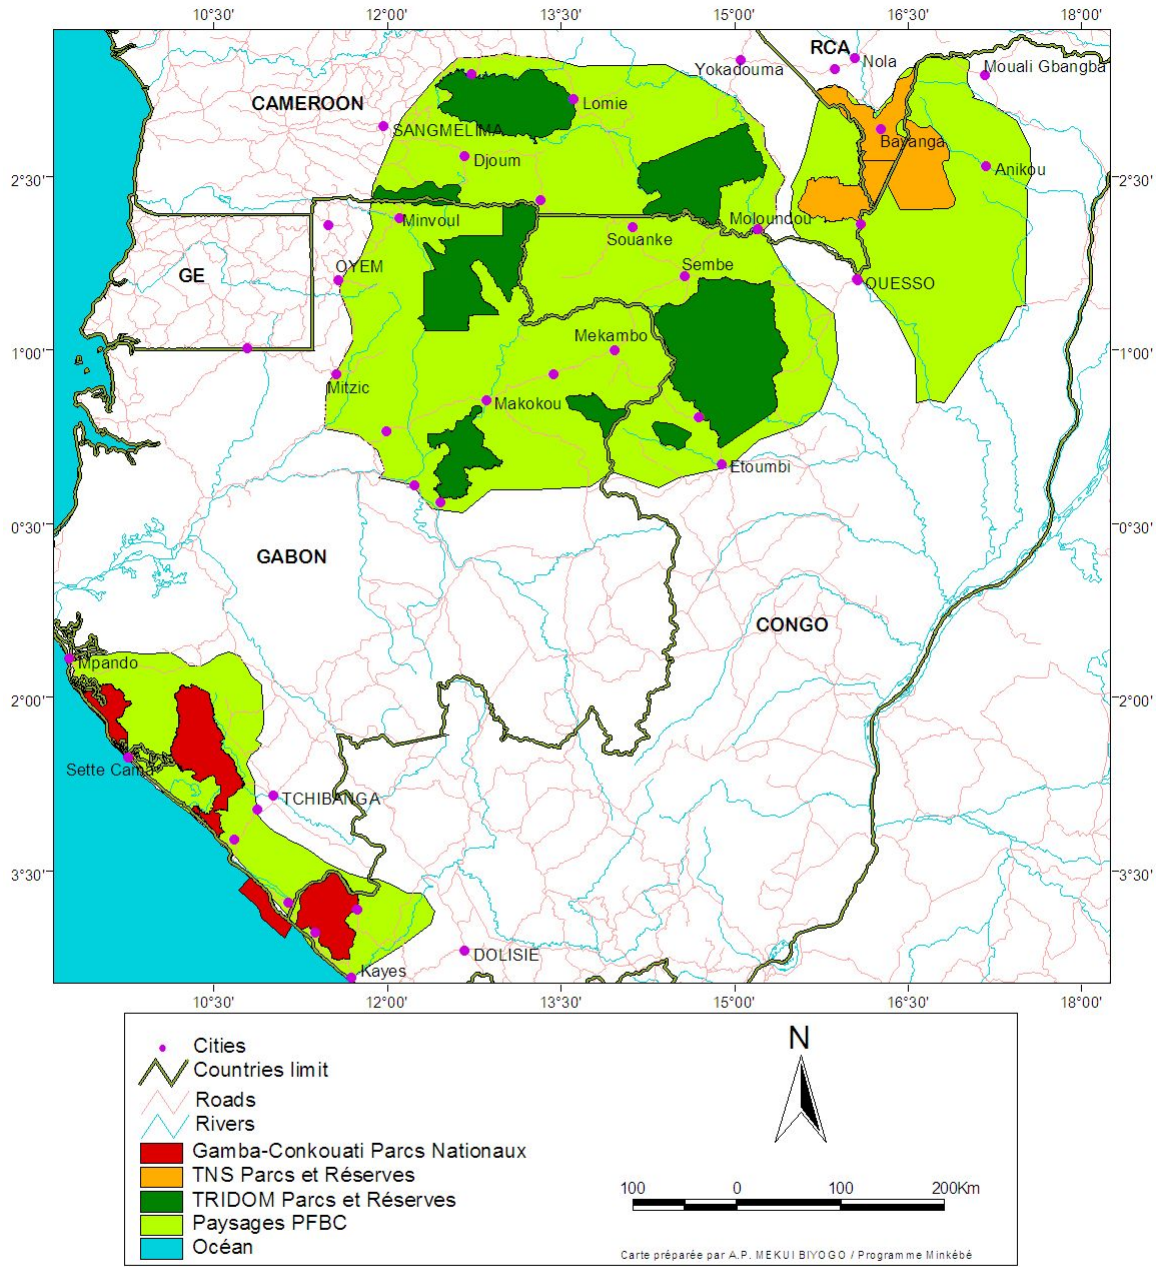 10°30' 12°00' 13°30' 15°00' 16°30' 18°00'
RCA
Nola
Yokadouma
Mouali Gbangba
CAMEROON
Lomie
SANGMELIMA
Bayanga
Djoum
Anikou
2°30' 2°30'
Minvoul
Moloundou
Souanke
OYEM
Sembe
GE
OUESSO
Mekambo
1°00' 1°00'
Mitzic
Makokou
Etoumbi
0°30' 0°30'
GABON
CONGO
Mpando
2°00' 2°00'
Sette Cama
TCHIBANGA
3°30' 3°30'
DOLISIE
Kayes
10°30' 12°00' 13°30' 15°00' 16°30' 18°00'
Cities
Countries limit
Roads
Rivers
Gamba-Conkouati Parcs Nationaux
TNS Parcs et Réserves
TRIDOM Parcs et Réserves
Paysages PFBC
Océan
N
100 0 100 200Km
Carte préparée par A.P. MEKUI BIYOGO / Programme Minkébé